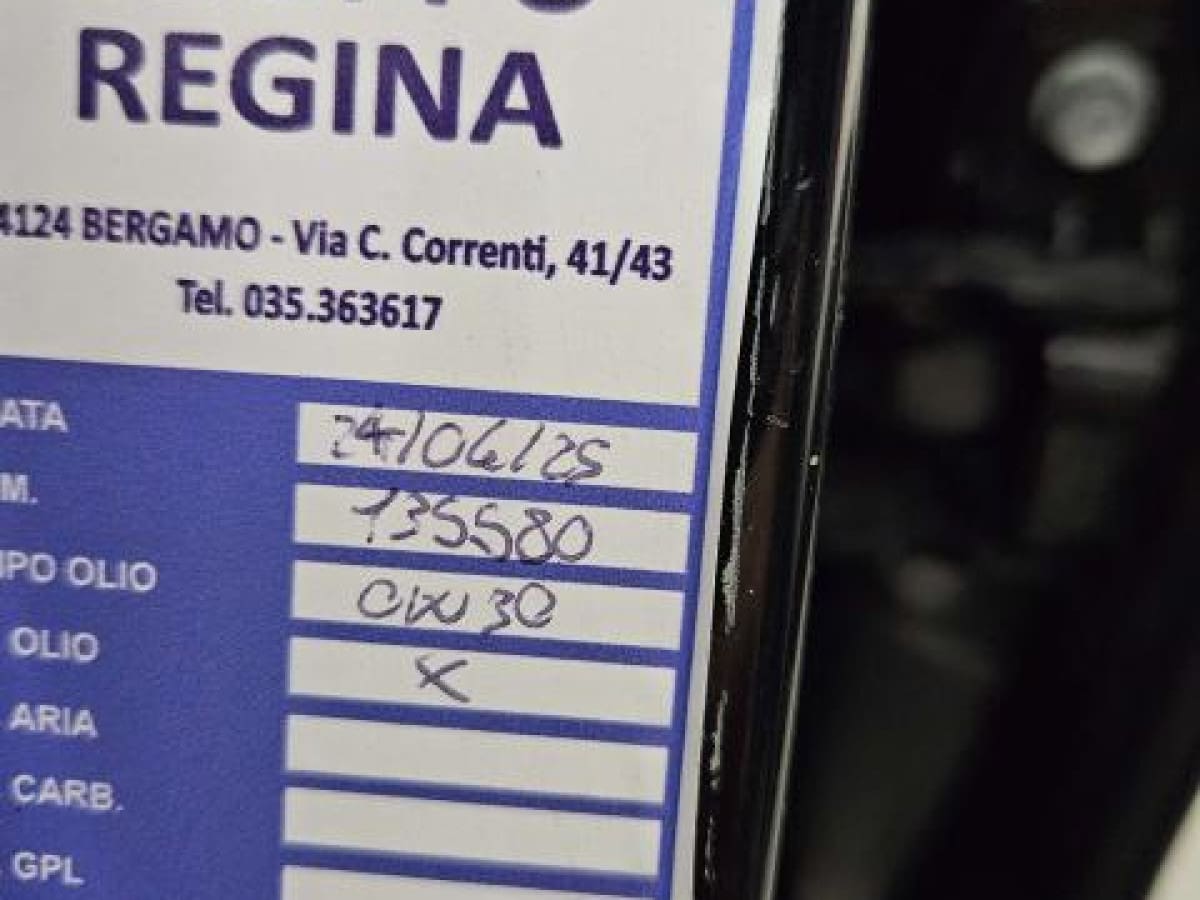 REGINA
4124 BERGAMO - Via C. Correnti, 41/43
Tel. 035.363617
ATA 24/06/25
M. 135580
IPO OLIO 0W30
OLIO X
ARIA
CARB.
GPL